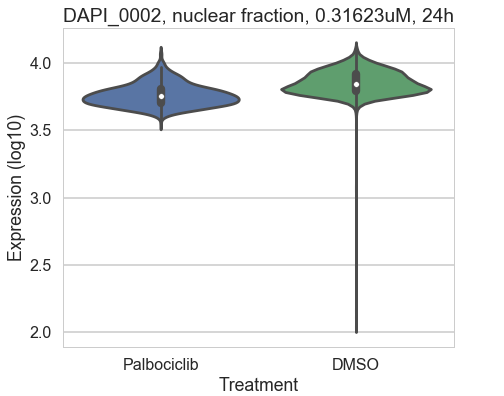 DAPI_0002, nuclear fraction, 0.31623uM, 24h
Expression (log10)
4.0
3.5
3.0
2.5
2.0
Palbociclib
DMSO
Treatment